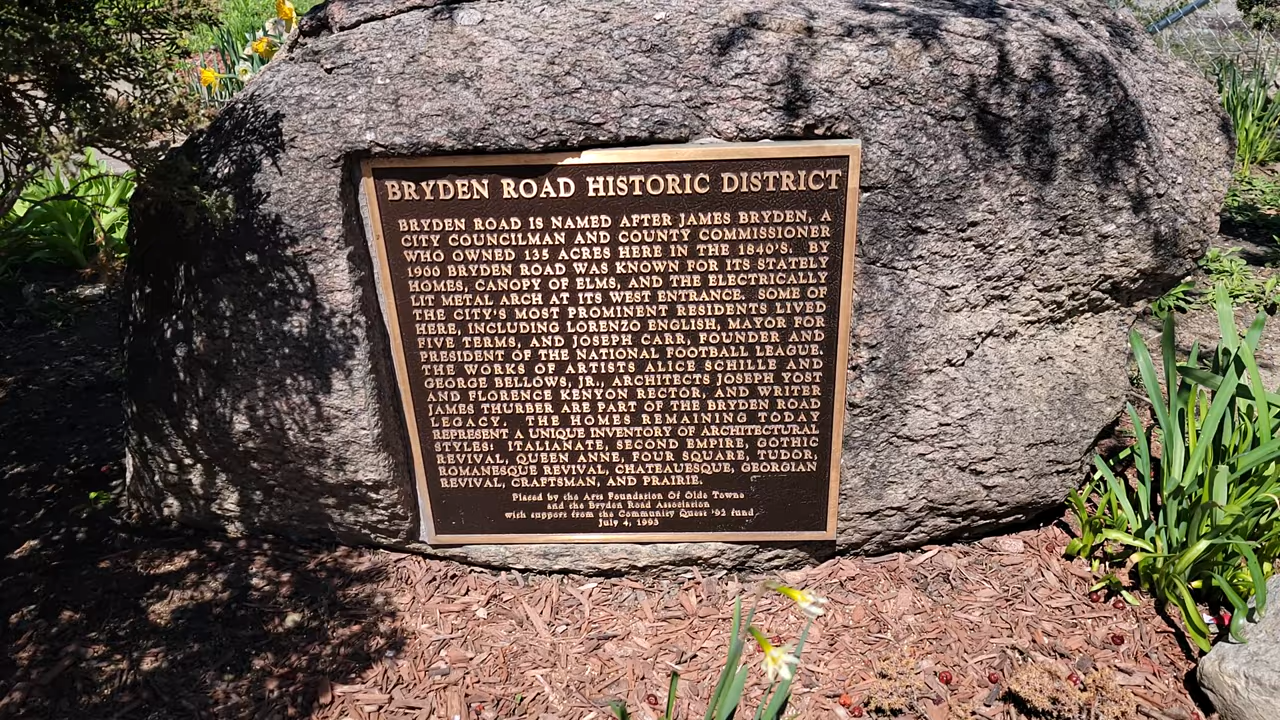 BRYDEN ROAD HISTORIC DISTRICT
BRYDEN ROAD IS NAMED AFTER JAMES BRYDEN, A
CITY COUNCILMAN AND COUNTY COMMISSIONER
WHO OWNED 135 ACRES HERE IN THE 1840'S. BY
1900 BRYDEN ROAD WAS KNOWN FOR ITS STATELY
HOMES, CANOPY OF ELMS, AND THE ELECTRICALLY
LIT METAL ARCH AT ITS WEST ENTRANCE. SOME OF
THE CITY'S MOST PROMINENT RESIDENTS LIVED
HERE, INCLUDING LORENZO ENGLISH, MAYOR FOR
FIVE TERMS, AND JOSEPH CARR, FOUNDER AND
PRESIDENT OF THE NATIONAL FOOTBALL LEAGUE.
THE WORKS OF ARTISTS ALICE SCHILLE AND
GEORGE BELLOWS, JR., ARCHITECTS JOSEPH YOST
AND FLORENCE KENYON RECTOR, AND WRITER
JAMES THURBER ARE PART OF THE BRYDEN ROAD
LEGACY. THE HOMES REMAINING TODAY
REPRESENT A UNIQUE INVENTORY OF ARCHITECTURAL
STYLES: ITALIANATE, SECOND EMPIRE, GOTHIC
REVIVAL, QUEEN ANNE, FOUR SQUARE, TUDOR,
ROMANESQUE REVIVAL, CHATEAUESQUE, GEORGIAN
REVIVAL, CRAFTSMAN, AND PRAIRIE.
Placed by the Arts Foundation Of Olde Towne
and the Bryden Road Association
with support from the Community Quest '92 fund
July 4, 1993